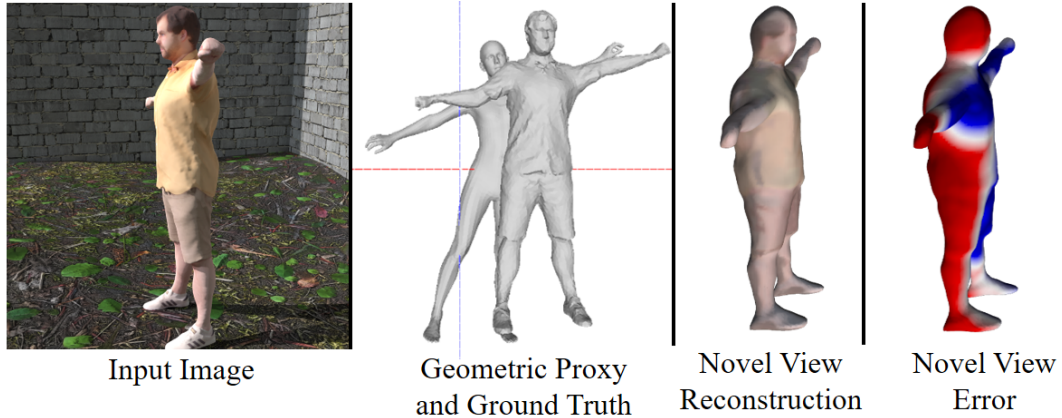 Input Image
Geometric Proxy
and Ground Truth
Novel View
Reconstruction
Novel View
Error